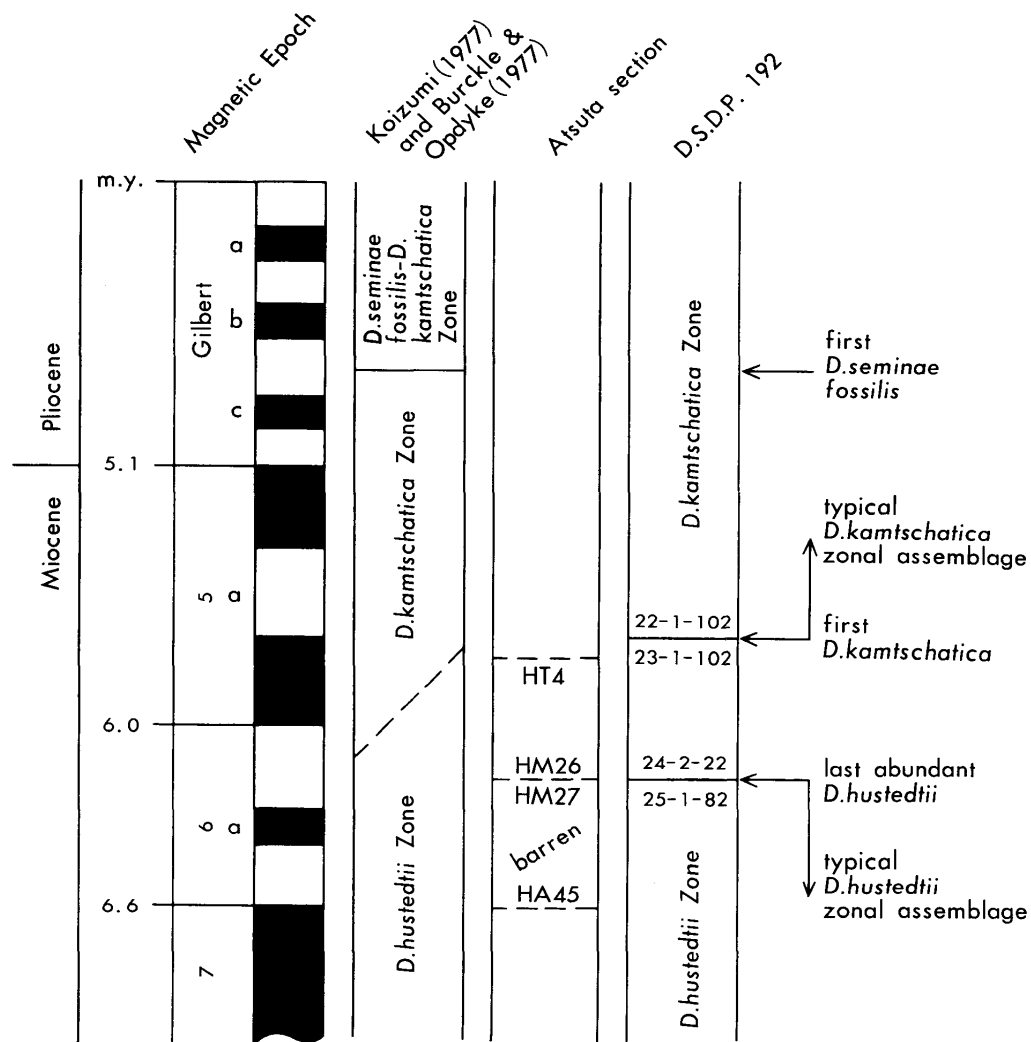 Magnetic Epoch
Koizumi (1977)
and Burckle &
Opdyke (1977)
Atsuta section
D.S.D.P. 192
m.y.
5.1
6.0
6.6
Pliocene
Miocene
Gilbert
a
b
c
5 a
6 a
7
D.seminae
fossilis-D.
kamtschatica
Zone
D.kamtschatica Zone
D.hustedtii Zone
HT4
HM26
HM27
barren
HA45
D.kamtschatica Zone
22-1-102
23-1-102
24-2-22
25-1-82
D.hustedtii Zone
first
D.seminae
fossilis
typical
D.kamtschatica
zonal assemblage
first
D.kamtschatica
last abundant
D.hustedtii
typical
D.hustedtii
zonal assemblage